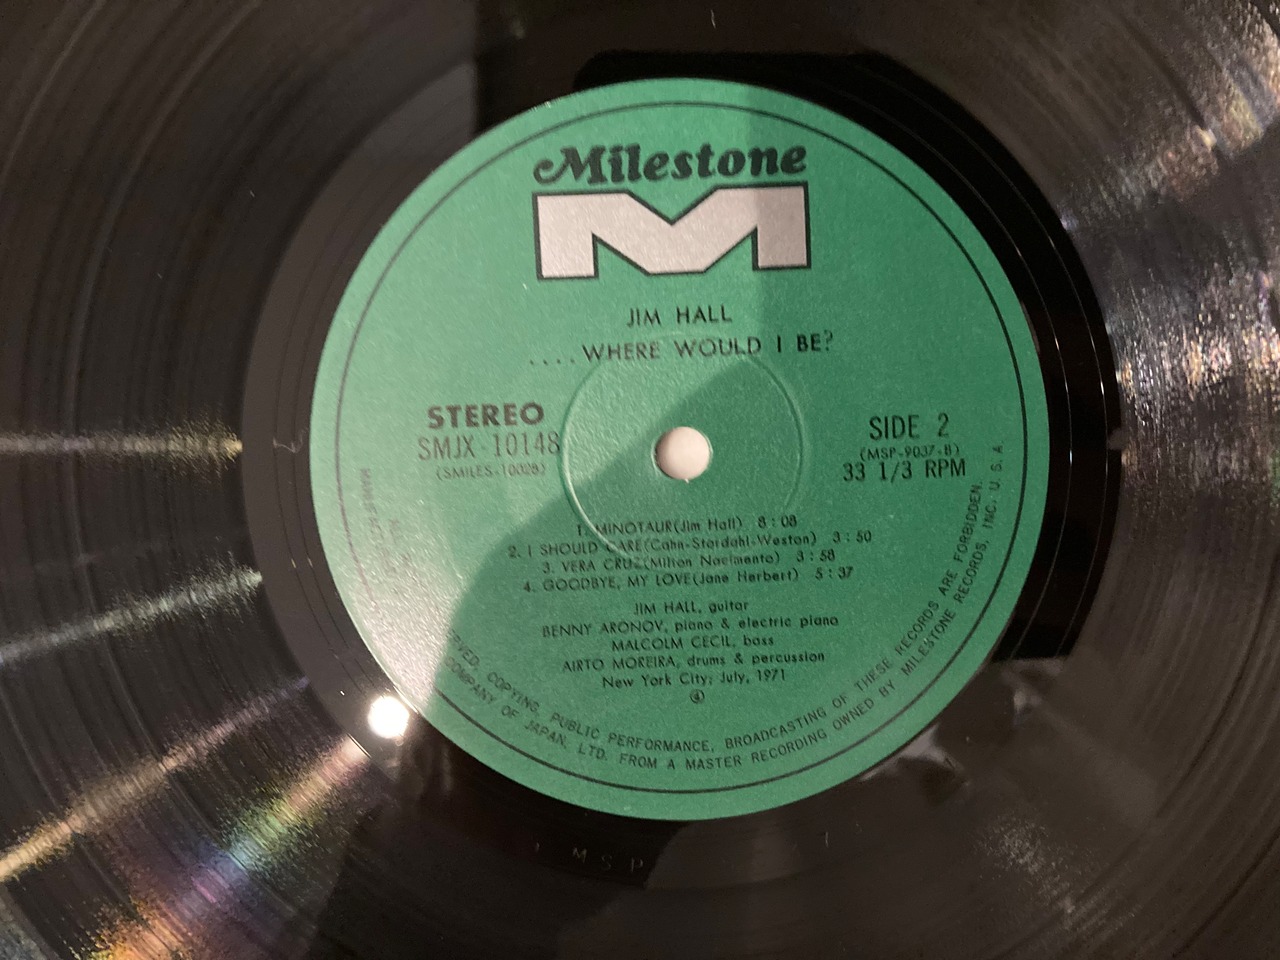 Milestone
JIM HALL
....WHERE WOULD I BE?
STEREO
SMJX-10148
(SMILES-10028)
SIDE 2
(MSP-9037-B)
33 1/3 RPM
1. MINOTAUR(Jim Hall) 8:08
2. I SHOULD CARE(Cahn-Stordahl-Weston) 3:50
3. VERA CRUZ(Milton Nacimento) 3:58
4. GOODBYE, MY LOVE(Jane Herbert) 5:37
JIM HALL, guitar
BENNY ARONOV, piano & electric piano
MALCOLM CECIL, bass
AIRTO MOREIRA, drums & percussion
New York City; July, 1971
④
COPYING, PUBLIC PERFORMANCE, BROADCASTING OF THESE RECORDS ARE FORBIDDEN.
COMPANY OF JAPAN, LTD. FROM A MASTER RECORDING OWNED BY MILESTONE RECORDS, INC. U.S.A
M S P